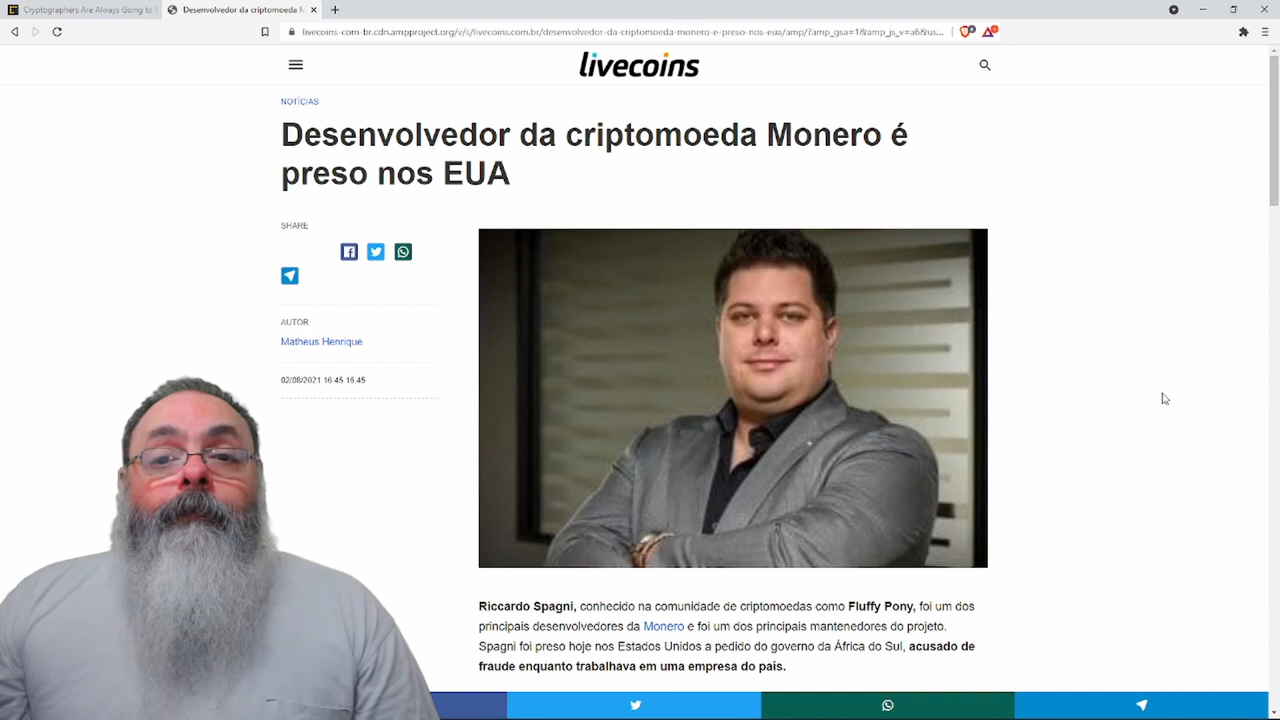 Cryptographers Are Always Going to
Desenvolvedor da criptomoeda M
livecoins-com-br.cdn.ampproject.org/v/s/livecoins.com.br/desenvolvedor-da-criptomoeda-monero-e-preso-nos-eua/amp/?amp_gsa=1&amp_js_v=a6&us...
livecoins
NOTÍCIAS
Desenvolvedor da criptomoeda Monero é
preso nos EUA
SHARE
AUTOR
Matheus Henrique
02/08/2021 16:45 16:45
Riccardo Spagni, conhecido na comunidade de criptomoedas como Fluffy Pony, foi um dos
principais desenvolvedores da Monero e foi um dos principais mantenedores do projeto.
Spagni foi preso hoje nos Estados Unidos a pedido do governo da África do Sul, acusado de
fraude enquanto trabalhava em uma empresa do país.